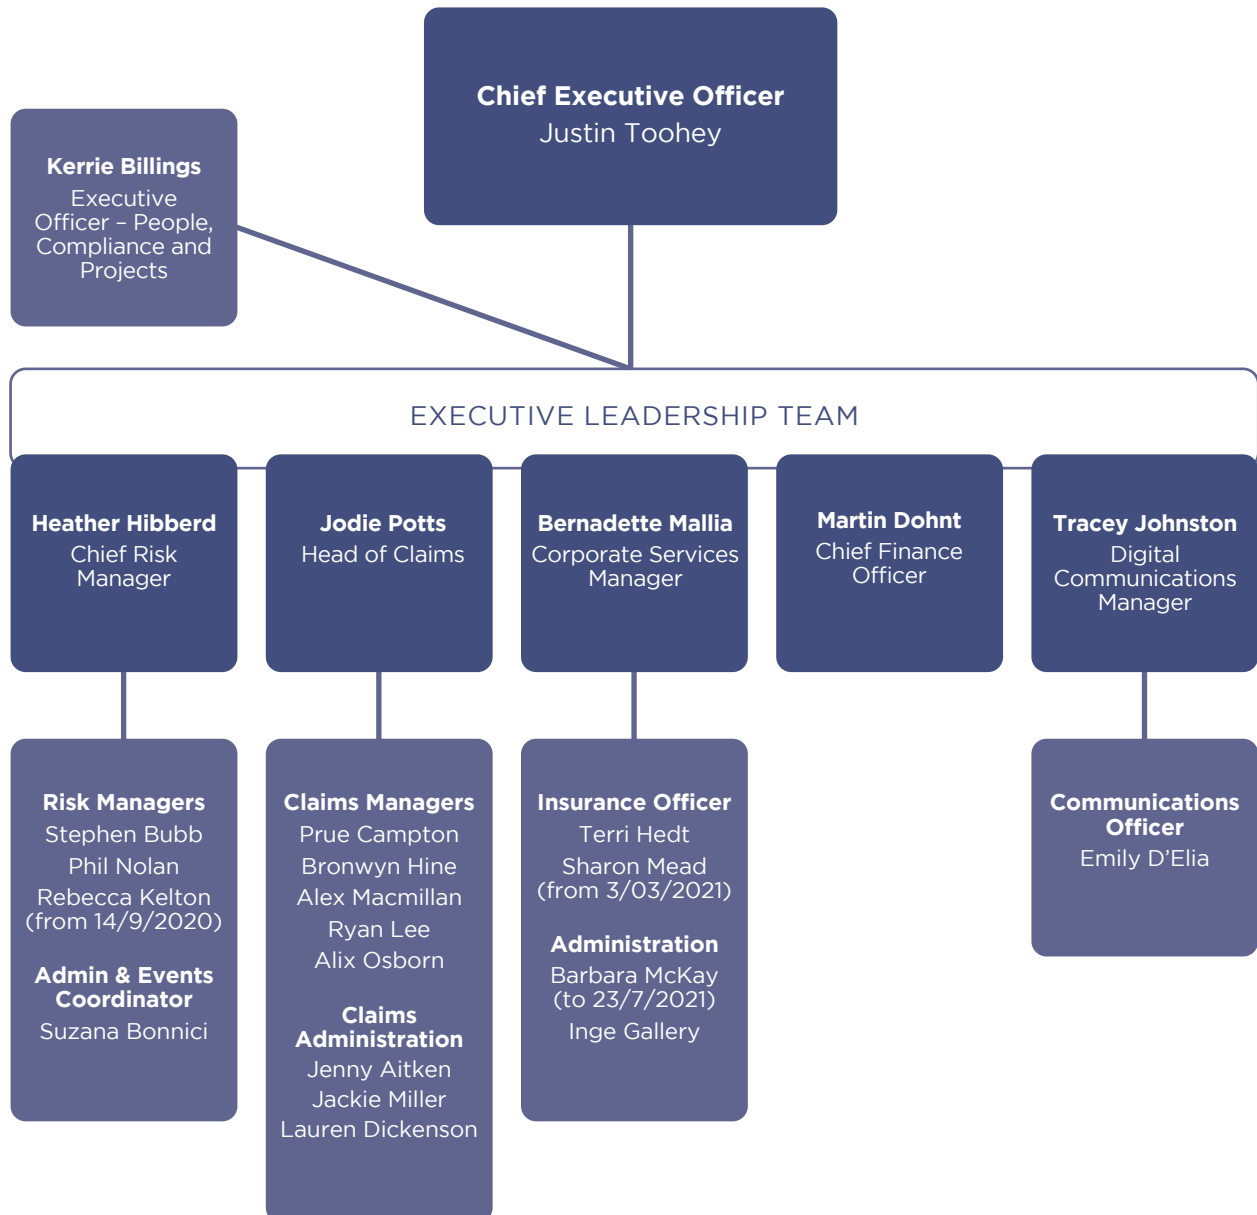 Chief Executive Officer
Justin Toohey
Kerrie Billings
Executive
Officer – People,
Compliance and
Projects
EXECUTIVE LEADERSHIP TEAM
Heather Hibberd
Chief Risk
Manager
Jodie Potts
Head of Claims
Bernadette Mallia
Corporate Services
Manager
Martin Dohnt
Chief Finance
Officer
Tracey Johnston
Digital
Communications
Manager
Risk Managers
Stephen Bubb
Phil Nolan
Rebecca Kelton
(from 14/9/2020)
Admin & Events
Coordinator
Suzana Bonnici
Claims Managers
Prue Campton
Bronwyn Hine
Alex Macmillan
Ryan Lee
Alix Osborn
Claims
Administration
Jenny Aitken
Jackie Miller
Lauren Dickenson
Insurance Officer
Terri Hedt
Sharon Mead
(from 3/03/2021)
Administration
Barbara McKay
(to 23/7/2021)
Inge Gallery
Communications
Officer
Emily D’Elia